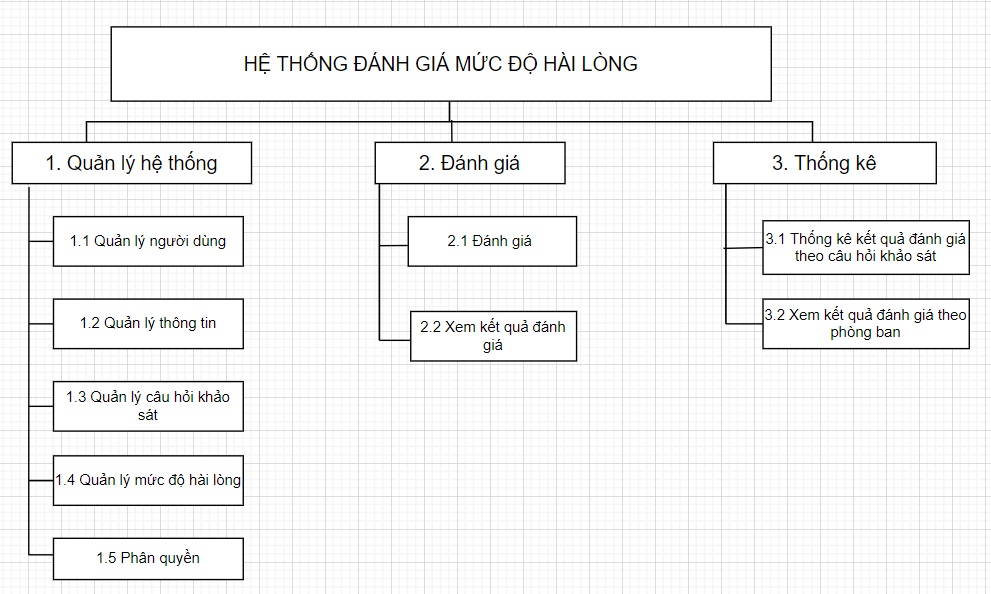 HỆ THỐNG ĐÁNH GIÁ MỨC ĐỘ HÀI LÒNG
1. Quản lý hệ thống
1.1 Quản lý người dùng
1.2 Quản lý thông tin
1.3 Quản lý câu hỏi khảo
sát
1.4 Quản lý mức độ hài lòng
1.5 Phân quyền
2. Đánh giá
2.1 Đánh giá
2.2 Xem kết quả đánh
giá
3. Thống kê
3.1 Thống kê kết quả đánh giá
theo câu hỏi khảo sát
3.2 Xem kết quả đánh giá theo
phòng ban